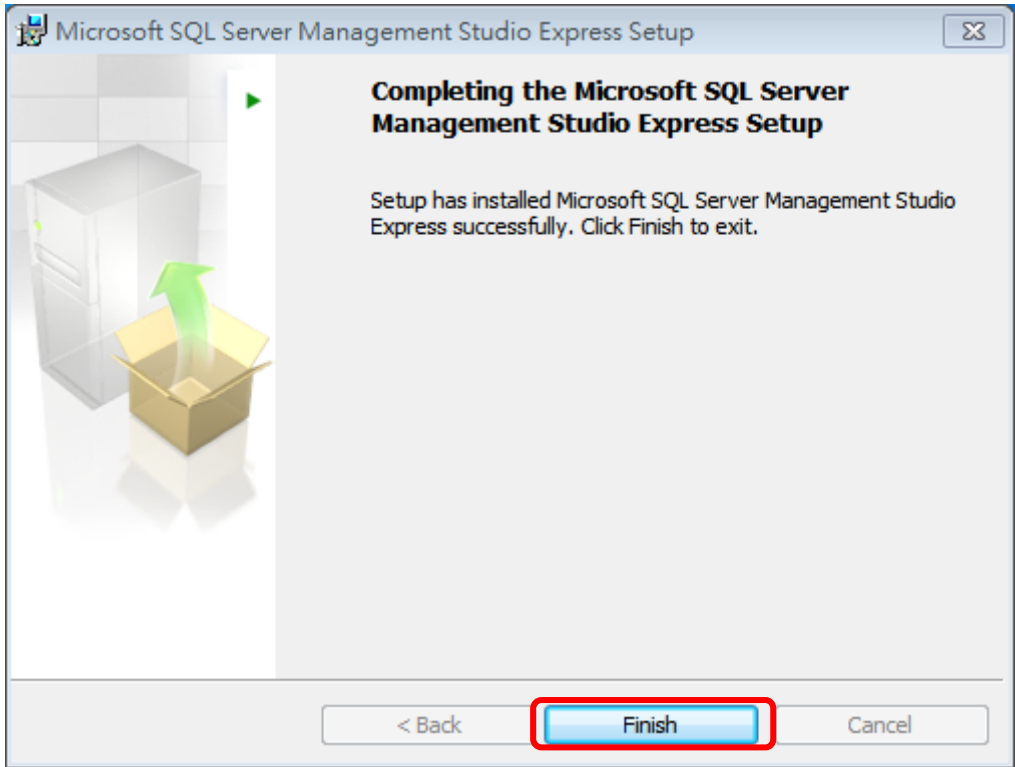 Microsoft SQL Server Management Studio Express Setup
Completing the Microsoft SQL Server
Management Studio Express Setup
Setup has installed Microsoft SQL Server Management Studio
Express successfully. Click Finish to exit.
< Back
Finish
Cancel